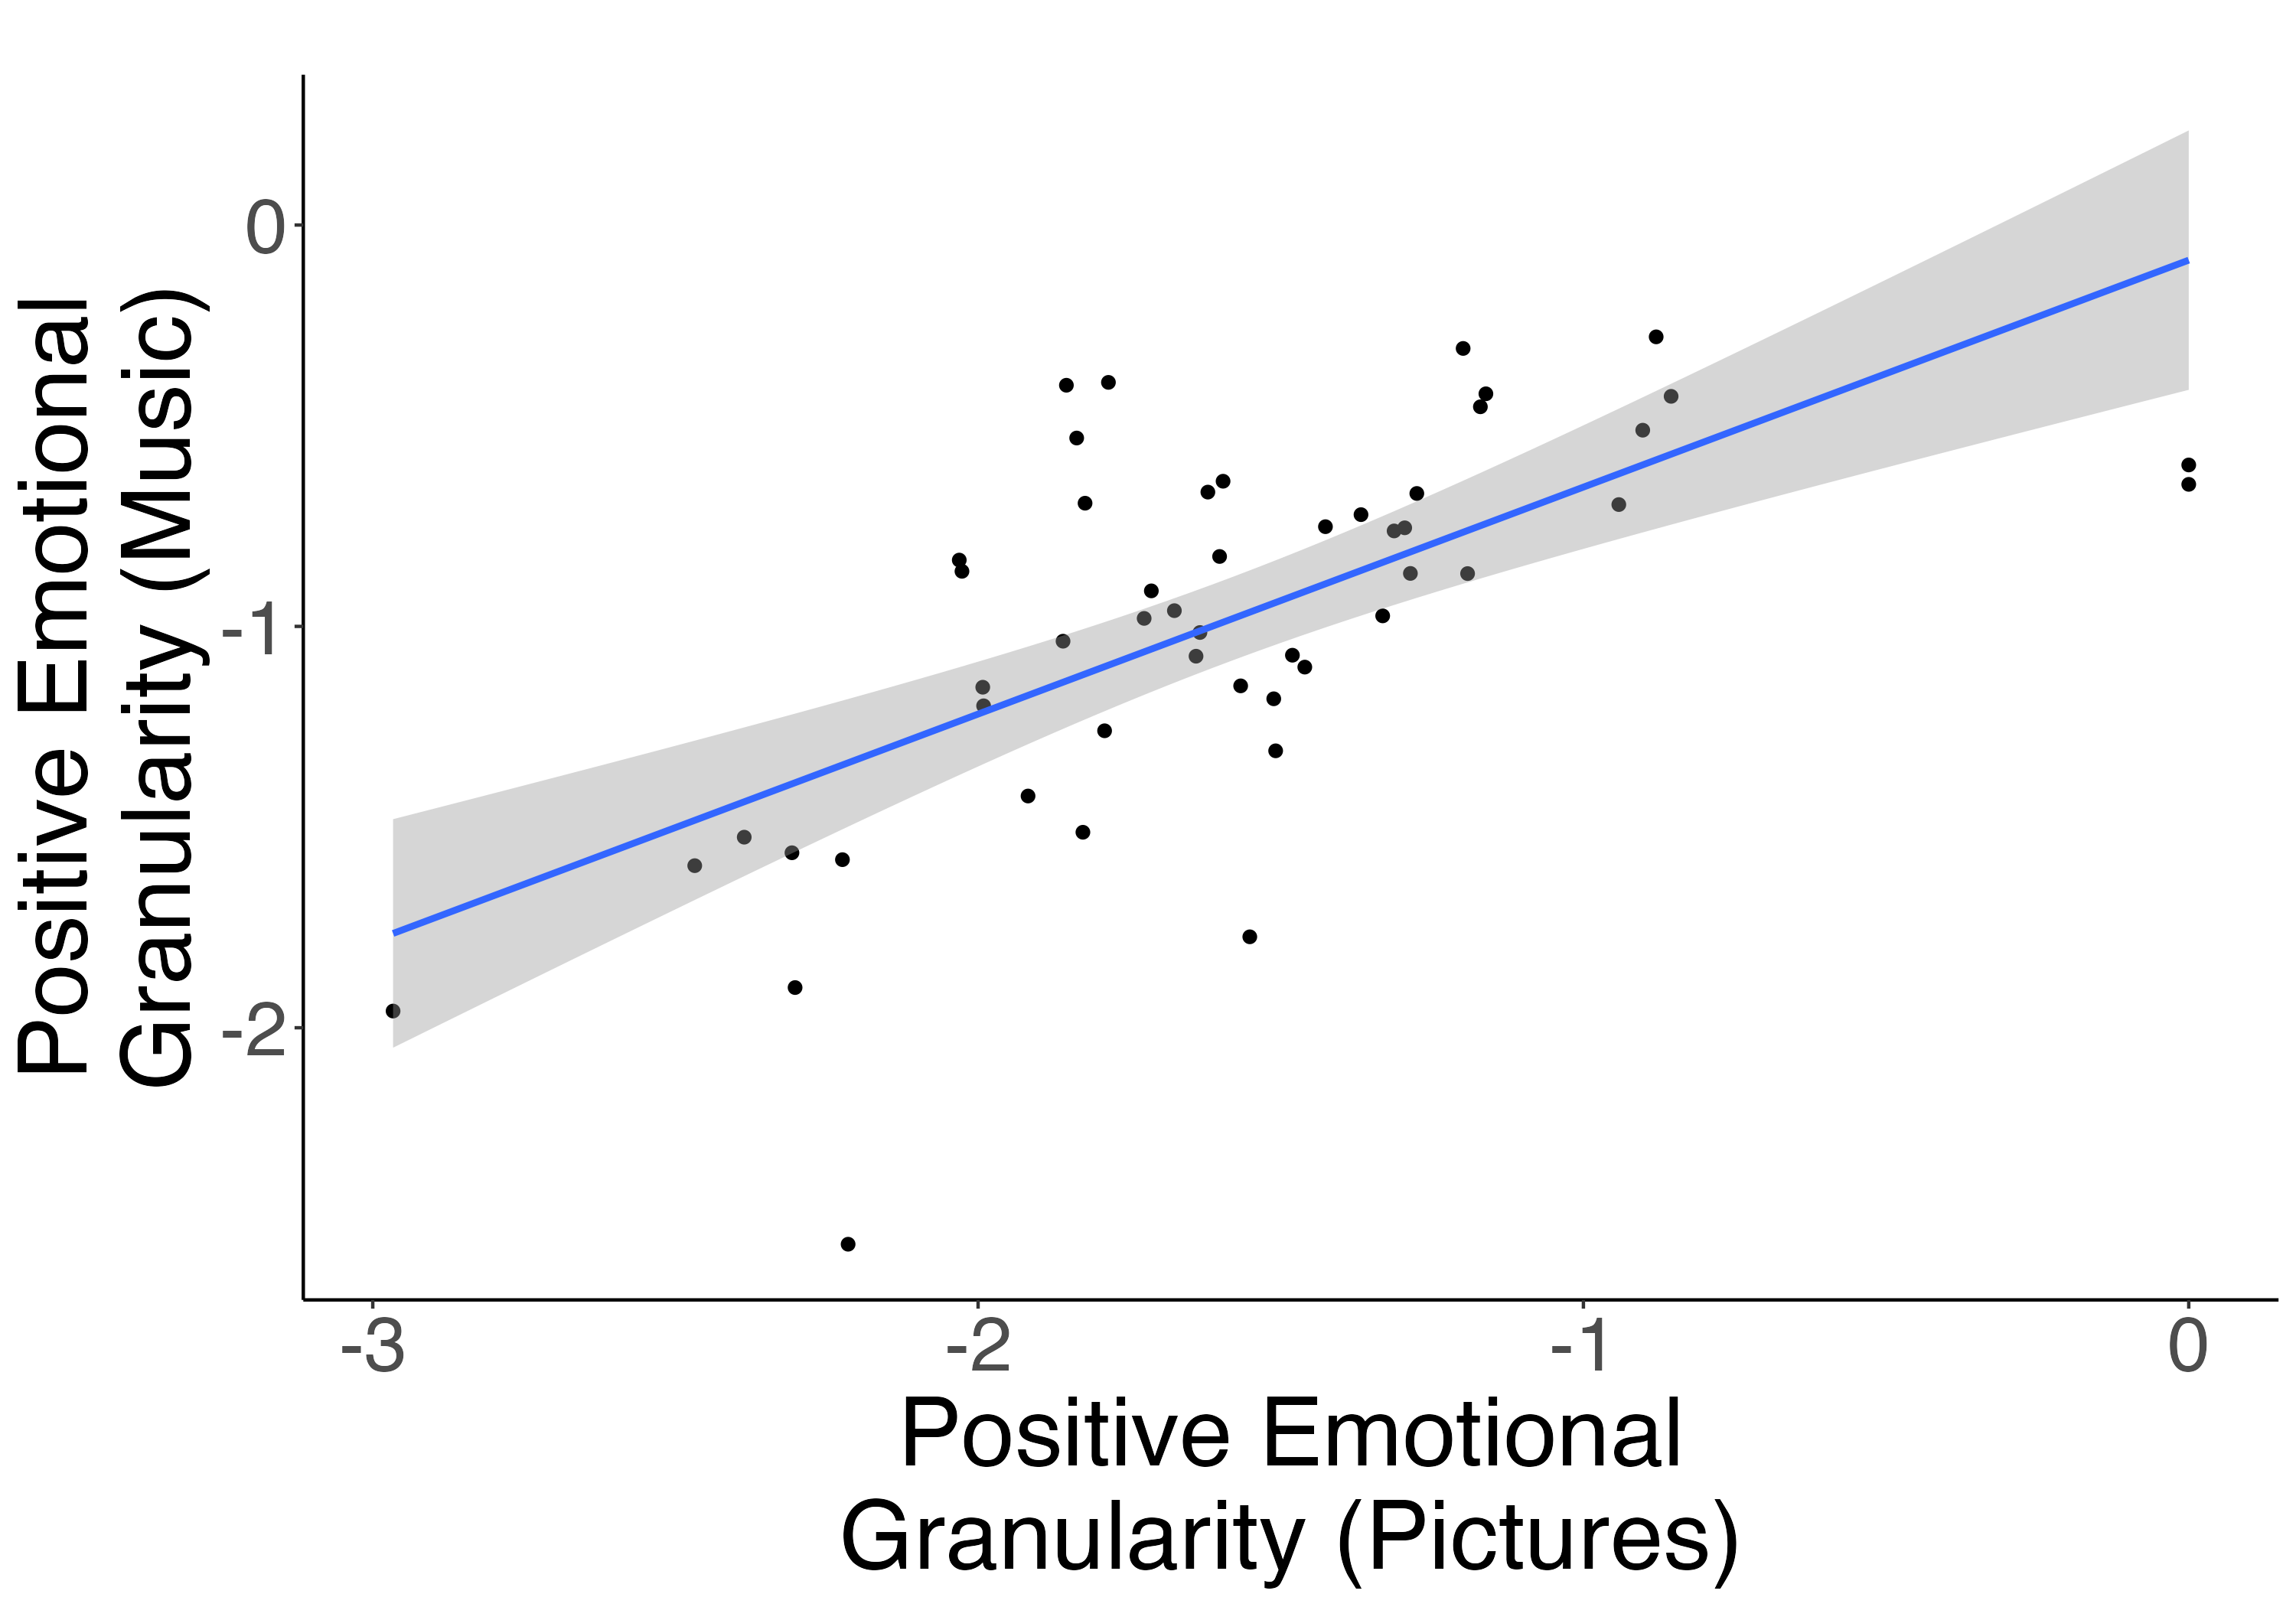 Positive Emotional
Granularity (Music)
0
-1
-2
-3
-2
-1
0
Positive Emotional
Granularity (Pictures)